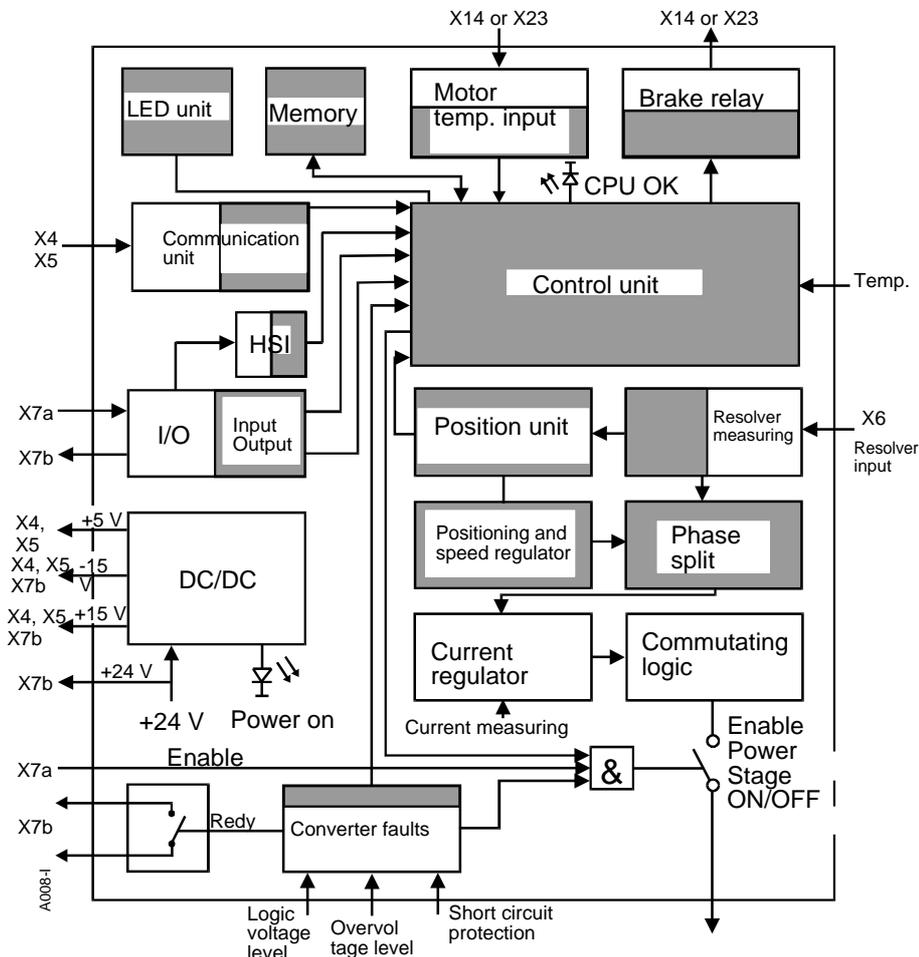 X14 or X23
X14 or X23
LED unit
Memory
Motor
temp. input
Brake relay
CPU OK
X4
X5
Communication
unit
Control unit
Temp.
HSI
X7a
I/O
Input
Output
X7b
Position unit
Resolver
measuring
X6
Resolver
input
X4,
X5
+5 V
X4, X5,
X7b
-15
V
X4, X5,
X7b
+15 V
DC/DC
Positioning and
speed regulator
Phase
split
Current
regulator
Commutating
logic
X7b
+24 V
+24 V
Power on
Current measuring
Enable
Power
Stage
ON/OFF
X7a
Enable
&
X7b
Redy
Converter faults
A008-I
Logic
voltage
level
Overvol
tage level
Short circuit
protection